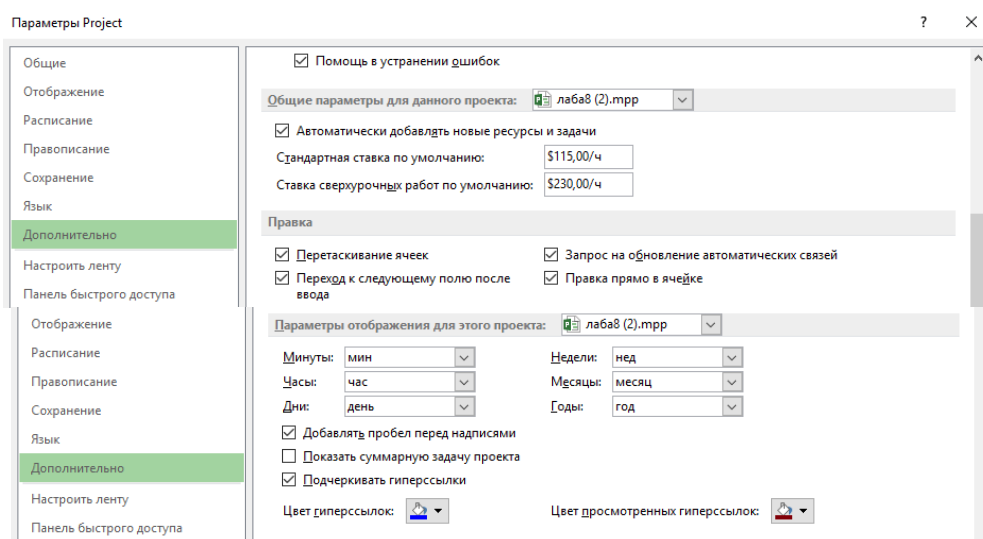 Параметры Project ?
Общие
Отображение
Расписание
Правописание
Сохранение
Язык
Дополнительно
Настроить ленту
Панель быстрого доступа
Помощь в устранении ошибок
Общие параметры для данного проекта: лаба8 (2).mpp
Автоматически добавлять новые ресурсы и задачи
Стандартная ставка по умолчанию: $115,00/ч
Ставка сверхурочных работ по умолчанию: $230,00/ч
Правка
Перетаскивание ячеек Запрос на обновление автоматических связей
Переход к следующему полю после Правка прямо в ячейке
ввода
Отображение
Расписание
Правописание
Сохранение
Язык
Дополнительно
Настроить ленту
Панель быстрого доступа
Параметры отображения для этого проекта: лаба8 (2).mpp
Минуты: мин Недели: нед
Часы: час Месяцы: месяц
Дни: день Годы: год
Добавлять пробел перед надписями
Показать суммарную задачу проекта
Подчеркивать гиперссылки
Цвет гиперссылок: Цвет просмотренных гиперссылок: